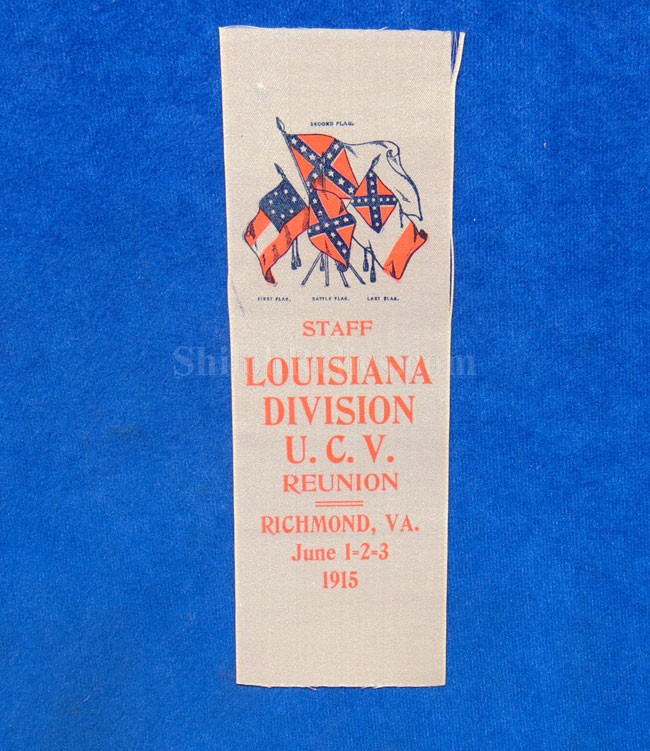 SECOND FLAG.
FIRST FLAG. BATTLE FLAG. LAST FLAG.
STAFF
LOUISIANA
DIVISION
U. C. V.
REUNION
RICHMOND, VA.
June 1=2=3
1915